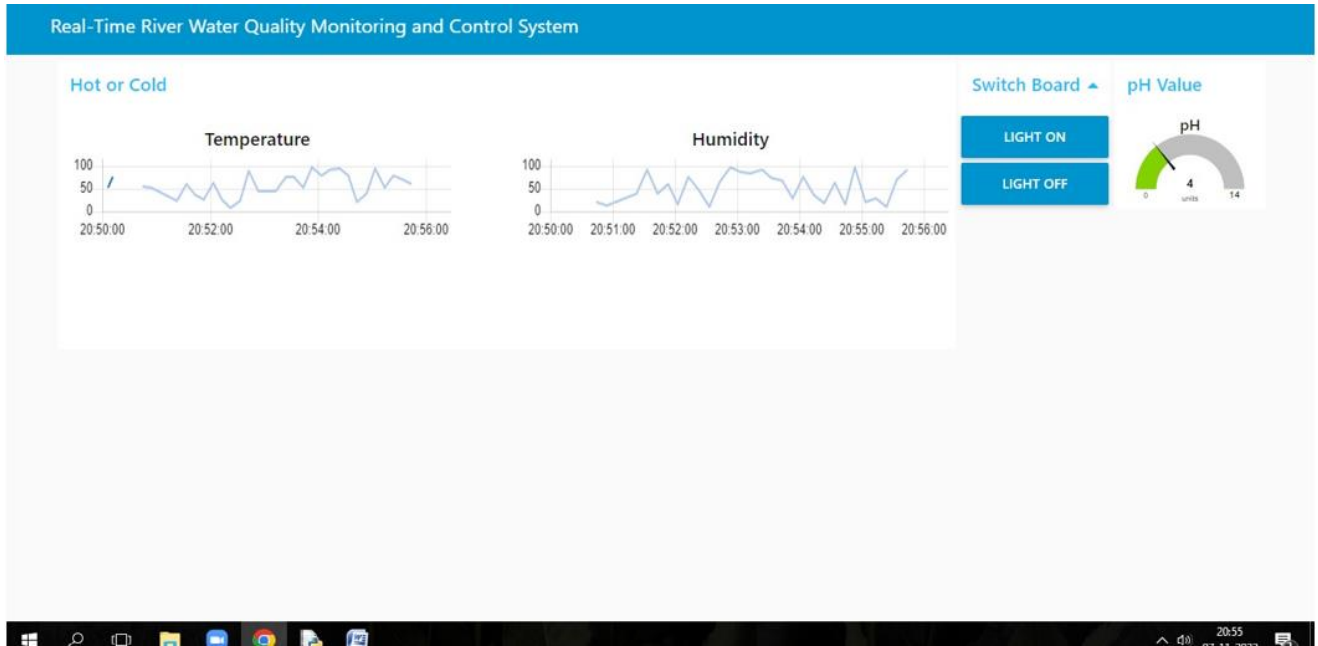 Real-Time River Water Quality Monitoring and Control System
Hot or Cold
Temperature
100
50
0
20:50:00 20:52:00 20:54:00 20:56:00
Humidity
100
50
0
20:50:00 20:51:00 20:52:00 20:53:00 20:54:00 20:55:00 20:56:00
Switch Board
LIGHT ON
LIGHT OFF
pH Value
pH
4
units
0 14
20:55